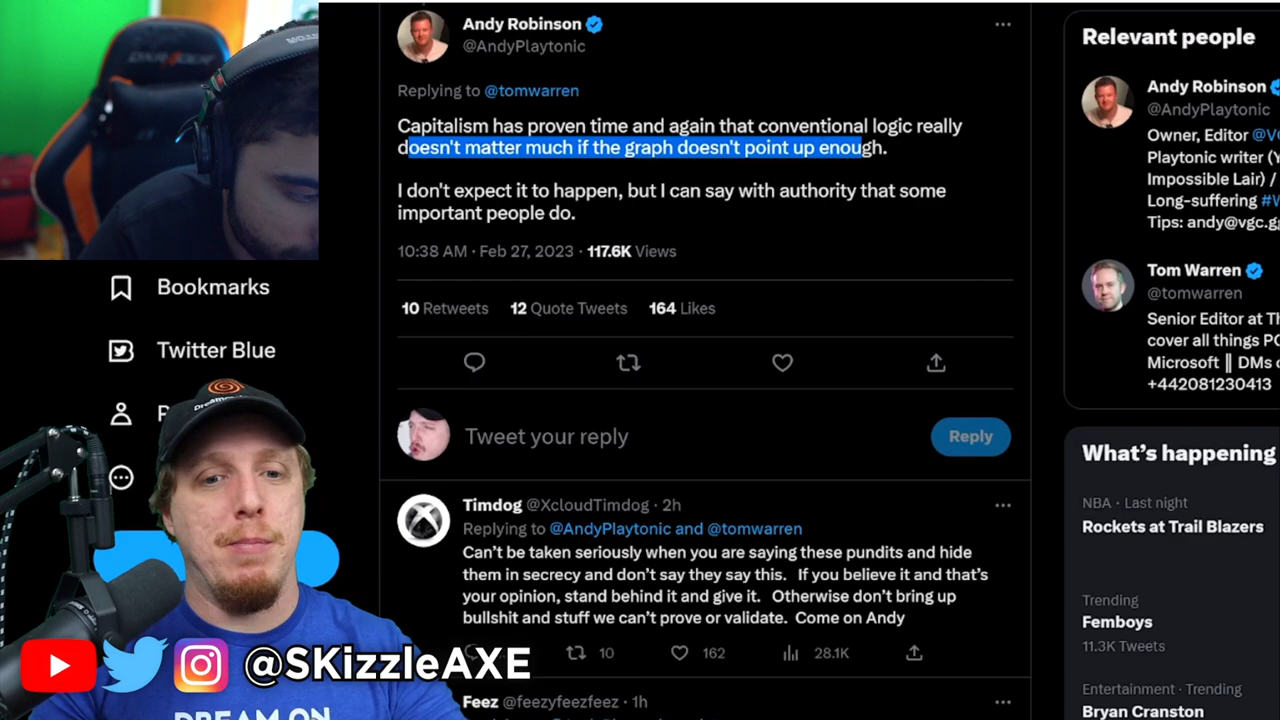 Andy Robinson
@AndyPlaytonic
Replying to @tomwarren
Capitalism has proven time and again that conventional logic really
doesn't matter much if the graph doesn't point up enough.
I don't expect it to happen, but I can say with authority that some
important people do.
10:38 AM · Feb 27, 2023 · 117.6K Views
10 Retweets 12 Quote Tweets 164 Likes
Tweet your reply
Reply
Timdog @XcloudTimdog · 2h
Replying to @AndyPlaytonic and @tomwarren
Can't be taken seriously when you are saying these pundits and hide
them in secrecy and don't say they say this. If you believe it and that's
your opinion, stand behind it and give it. Otherwise don't bring up
bullshit and stuff we can't prove or validate. Come on Andy
10 162 28.1K
Feez @feezyfeezfeez · 1h
Relevant people
Andy Robinson
@AndyPlaytonic
Owner, Editor
Playtonic writer
Impossible Lair) /
Long-suffering
Tips: andy@vgc.g
Tom Warren
@tomwarren
Senior Editor at
cover all things
Microsoft || DMs
+442081230413
What's happening
NBA · Last night
Rockets at Trail Blazers
Trending
Femboys
11.3K Tweets
Entertainment · Trending
Bryan Cranston
Bookmarks
Twitter Blue
@SKizzleAXE
DREAM ON